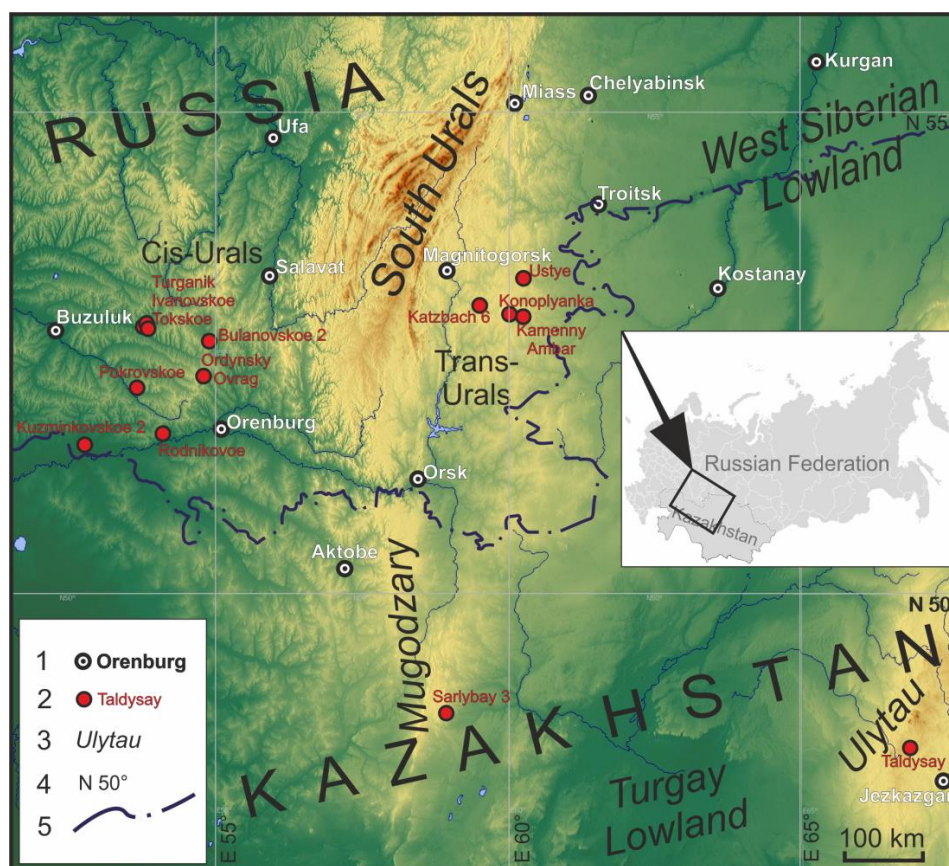 RUSSIA
Miass
Chelyabinsk
Kurgan
N 55°
Ufa
South Urals
West Siberian
Lowland
Troitsk
Cis-Urals
Salavat
Magnitogorsk
Ustye
Kostanay
Turganik
Ivanovskoe
Tokskoe
Buzuluk
Bulanovskoe 2
Katzbach 6
Konoplyanka
Kamenny
Ambar
Ordynsky
Ovrag
Pokrovskoe
Trans-
Urals
Kuzminkovskoe 2
Orenburg
Rodnikovoe
Orsk
Russian Federation
Kazakhstan
Aktobe
N50°
N50°
N 50°
Mugodzary
Sarlybay 3
KAZAKHSTAN
Ulytau
Taldysay
Jezkazgan
Turgay
Lowland
E 55°
E 60°
E 65°
100 km
1 Orenburg
2 Taldysay
3 Ulytau
4 N 50°
5